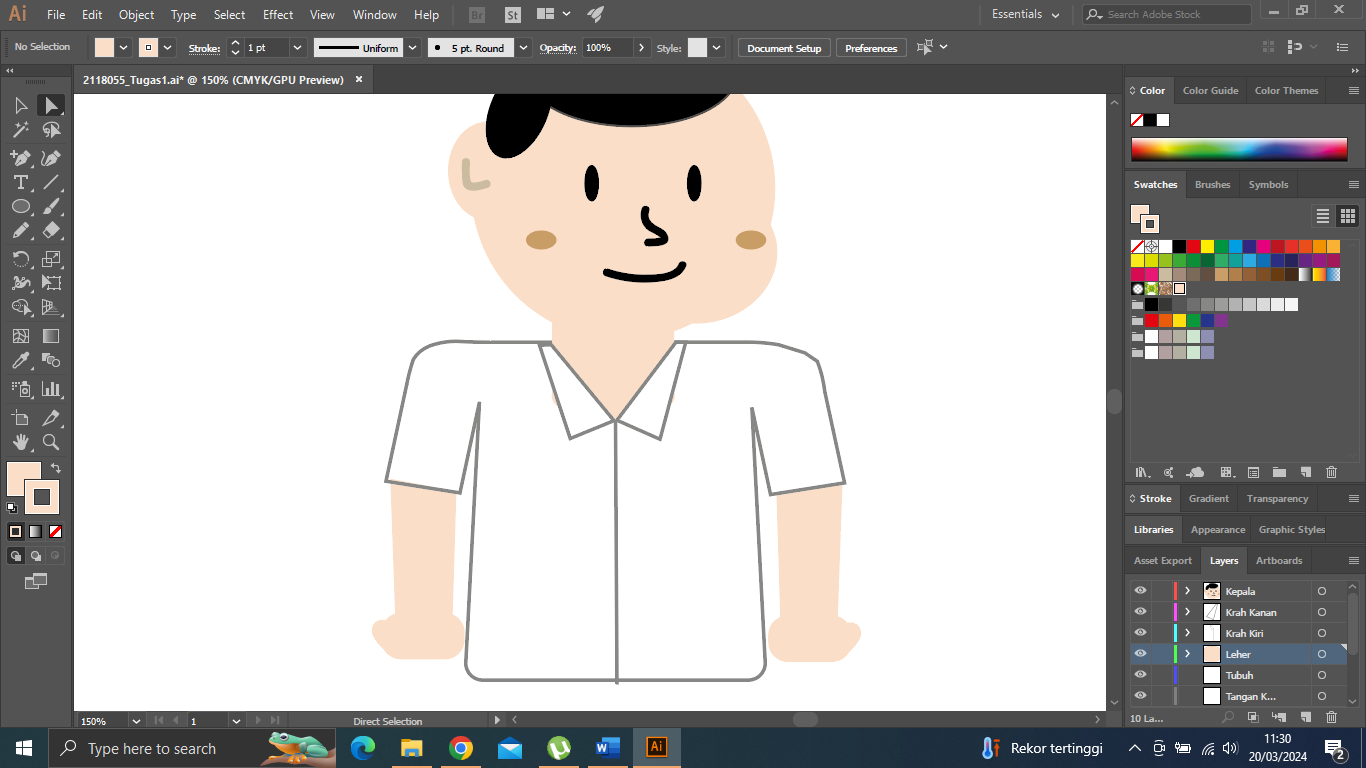 Ai File Edit Object Type Select Effect View Window Help Br St Essentials Search Adobe Stock
No Selection Stroke: 1 pt Uniform 5 pt. Round Opacity: 100% Style: Document Setup Preferences
2118055_Tugas1.ai* @ 150% (CMYK/GPU Preview)
Color Color Guide Color Themes
Swatches Brushes Symbols
Stroke Gradient Transparency
Libraries Appearance Graphic Styles
Asset Export Layers Artboards
Kepala
Krah Kanan
Krah Kiri
Leher
Tubuh
Tangan K...
10 La...
150% 1 Direct Selection
Type here to search
Rekor tertinggi
11:30
20/03/2024
2